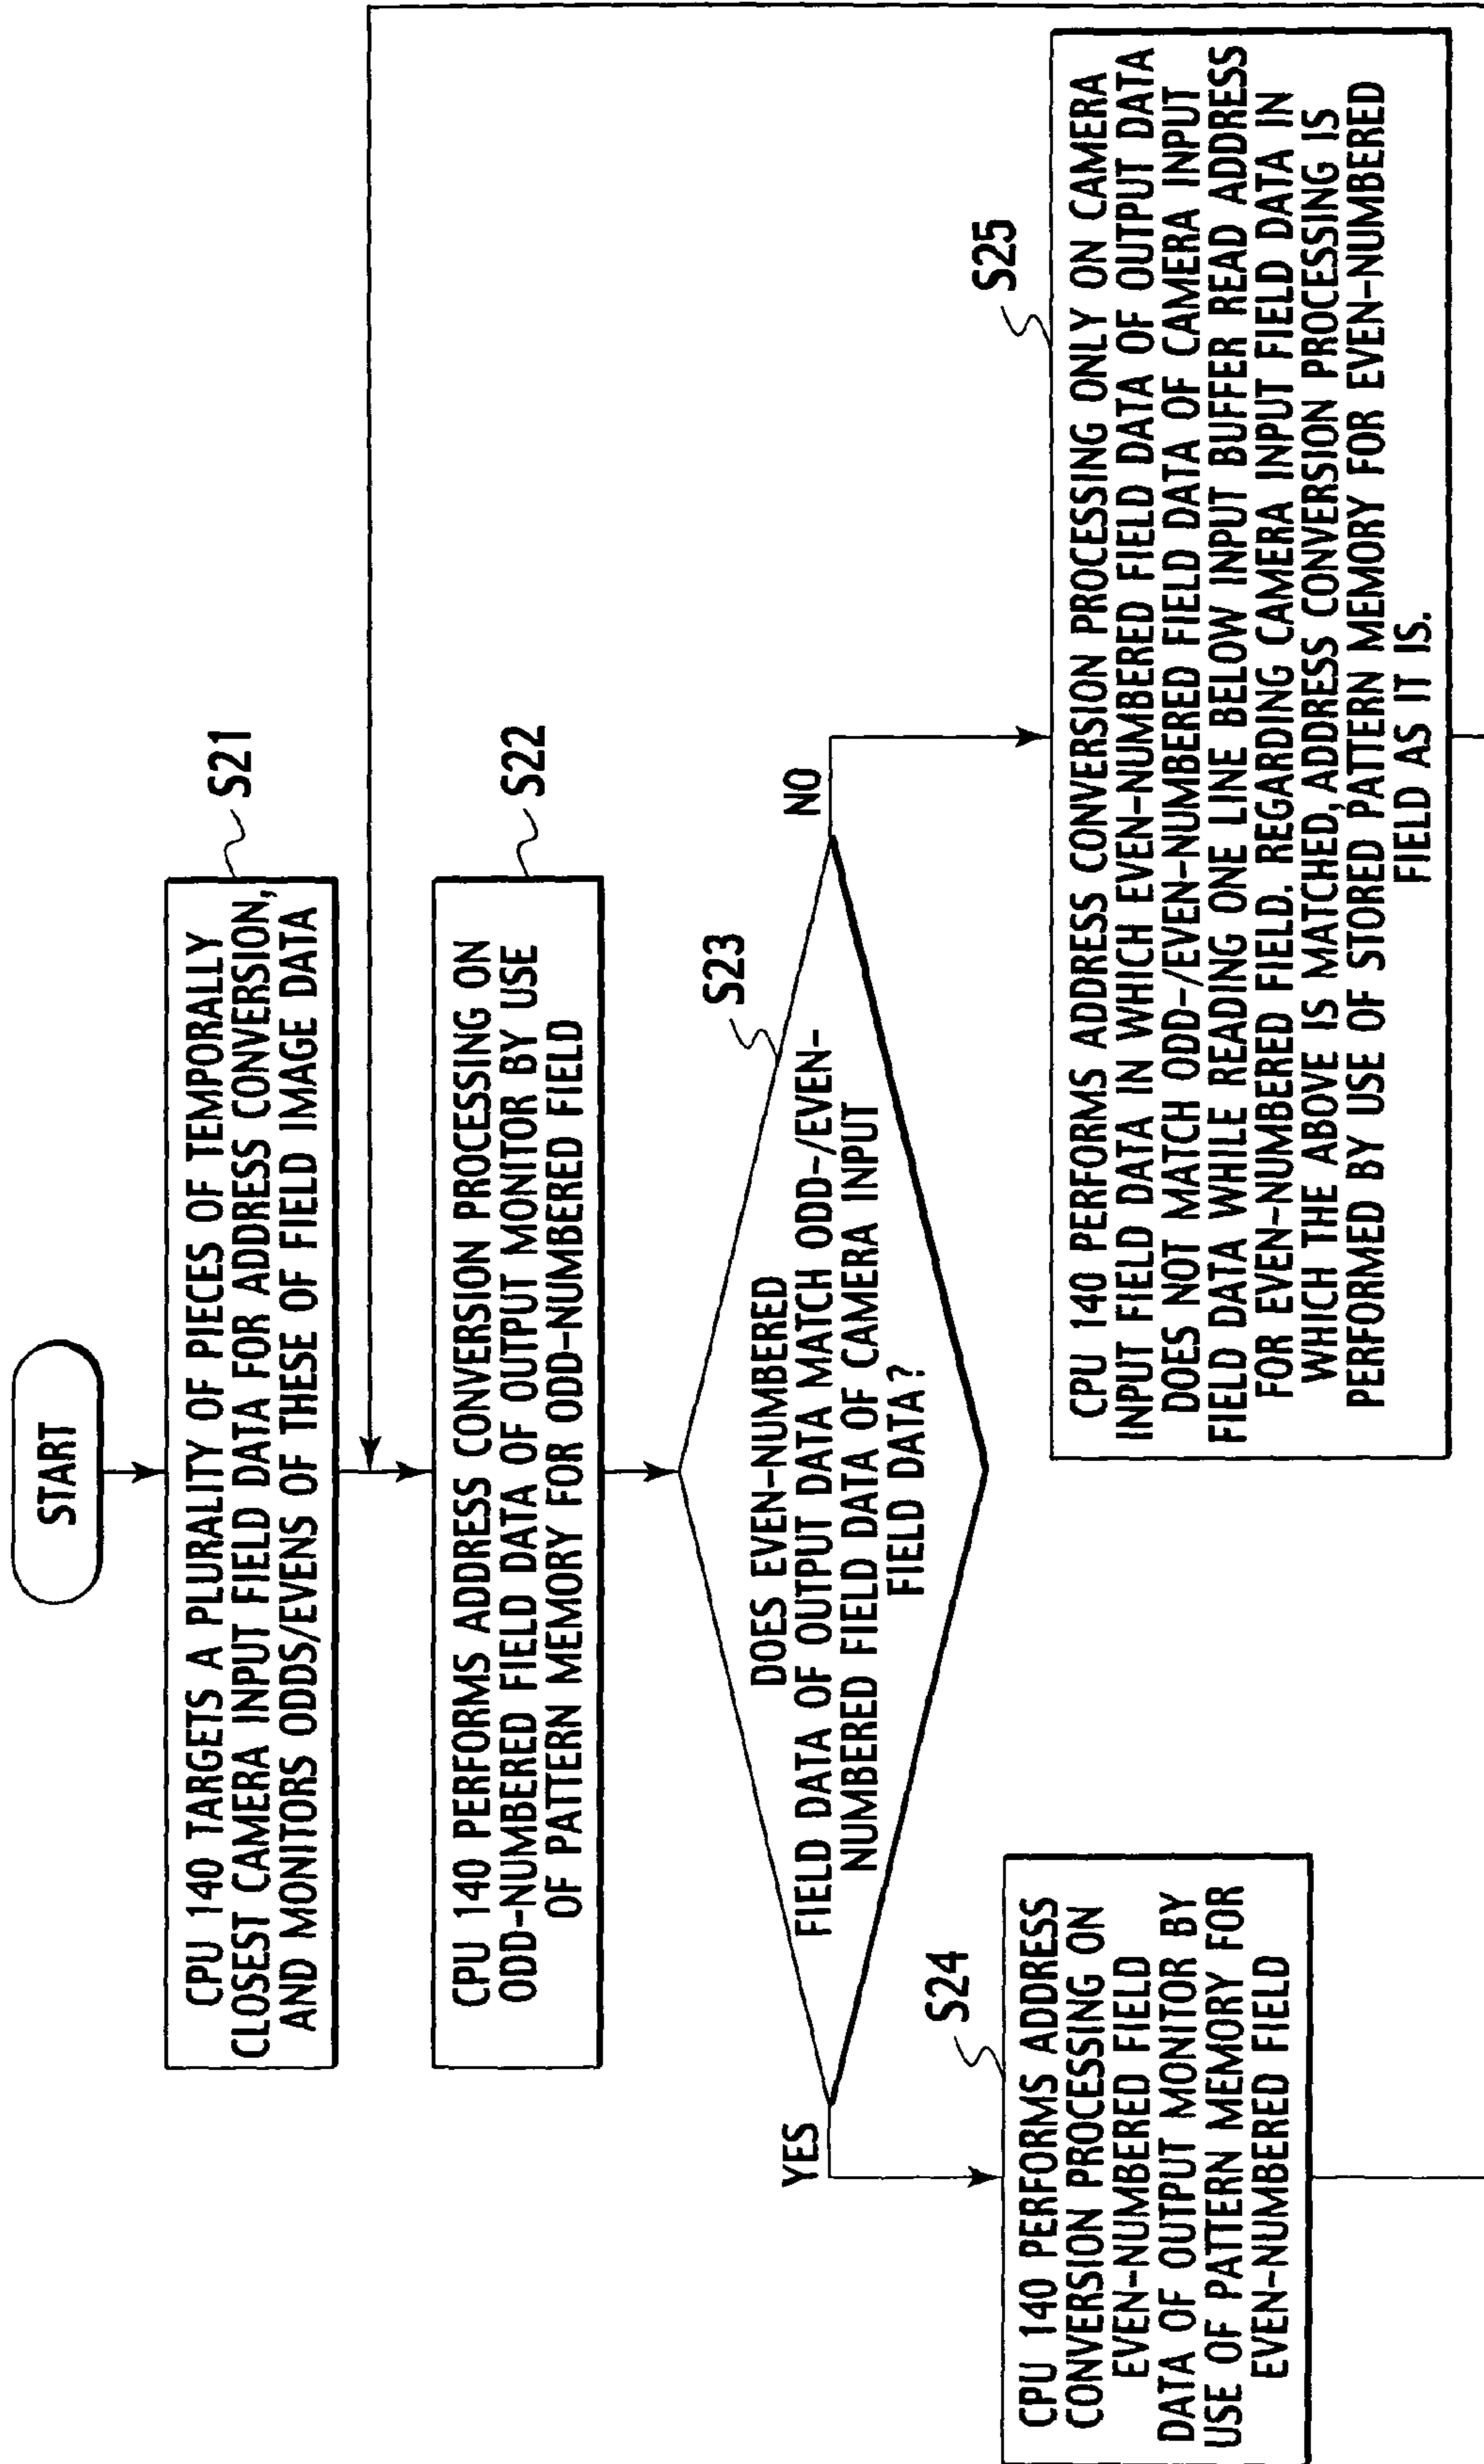 START
S21
CPU 140 TARGETS A PLURALITY OF PIECES OF TEMPORALLY
CLOSEST CAMERA INPUT FIELD DATA FOR ADDRESS CONVERSION,
AND MONITORS ODDS/EVENS OF THESE OF FIELD IMAGE DATA
S22
CPU 140 PERFORMS ADDRESS CONVERSION PROCESSING ON
ODD-NUMBERED FIELD DATA OF OUTPUT MONITOR BY USE
OF PATTERN MEMORY FOR ODD-NUMBERED FIELD
S23
DOES EVEN-NUMBERED
FIELD DATA OF OUTPUT DATA MATCH ODD-/EVEN-
NUMBERED FIELD DATA OF CAMERA INPUT
FIELD DATA?
YES
NO
S24
CPU 140 PERFORMS ADDRESS
CONVERSION PROCESSING ON
EVEN-NUMBERED FIELD
DATA OF OUTPUT MONITOR BY
USE OF PATTERN MEMORY FOR
EVEN-NUMBERED FIELD
S25
CPU 140 PERFORMS ADDRESS CONVERSION PROCESSING ONLY ON CAMERA
INPUT FIELD DATA IN WHICH EVEN-NUMBERED FIELD DATA OF OUTPUT DATA
DOES NOT MATCH ODD-/EVEN-NUMBERED FIELD DATA OF CAMERA INPUT
FIELD DATA WHILE READING ONE LINE BELOW INPUT BUFFER READ ADDRESS
FOR EVEN-NUMBERED FIELD. REGARDING CAMERA INPUT FIELD DATA IN
WHICH THE ABOVE IS MATCHED, ADDRESS CONVERSION PROCESSING IS
PERFORMED BY USE OF STORED PATTERN MEMORY FOR EVEN-NUMBERED
FIELD AS IT IS.